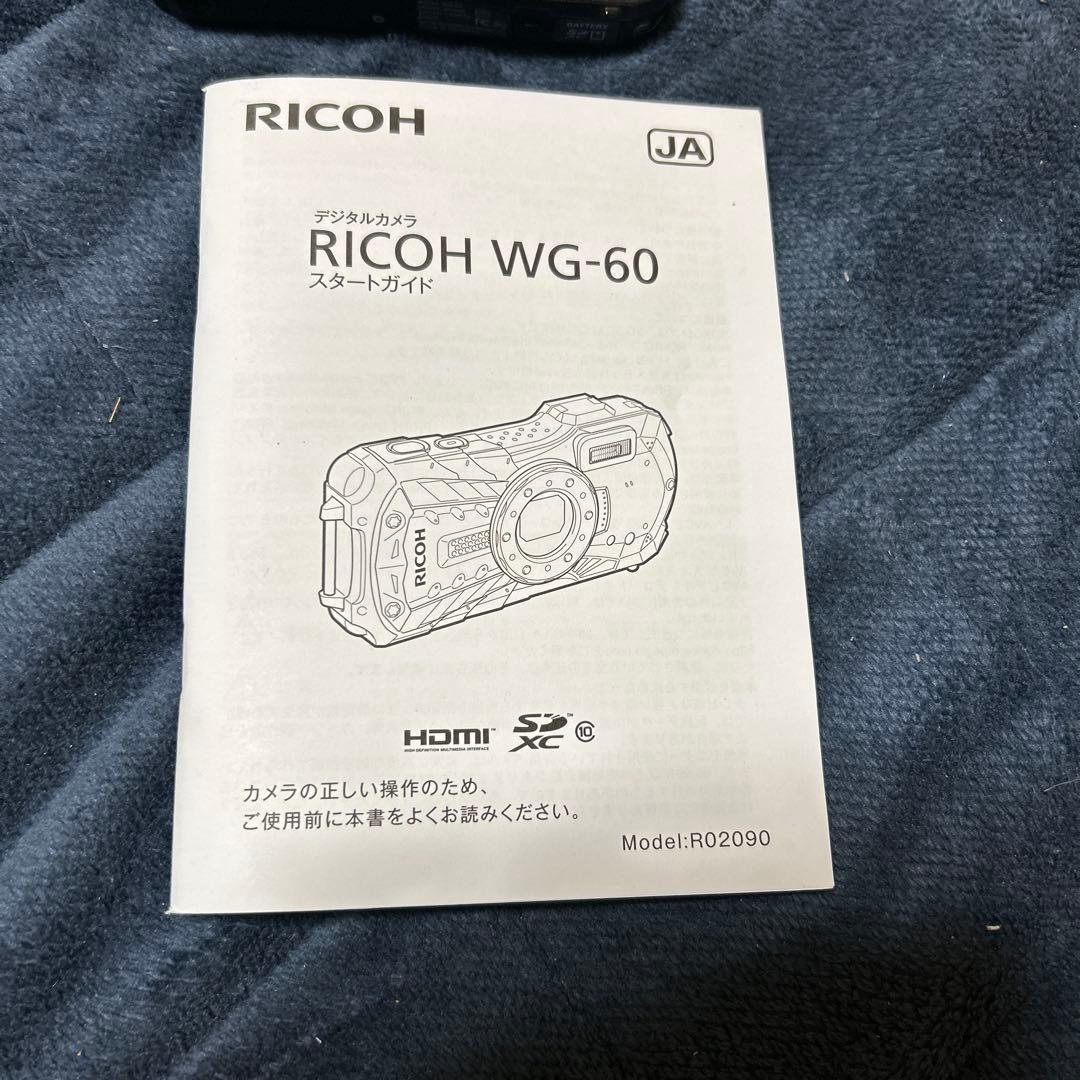 BATTERY
RICOH
JA
デジタルカメラ
RICOH WG-60
スタートガイド
RICOH
HDMI™
HIGH-DEFINITION MULTIMEDIA INTERFACE
SD™
XC
10
カメラの正しい操作のため、
ご使用前に本書をよくお読みください。
Model:R02090